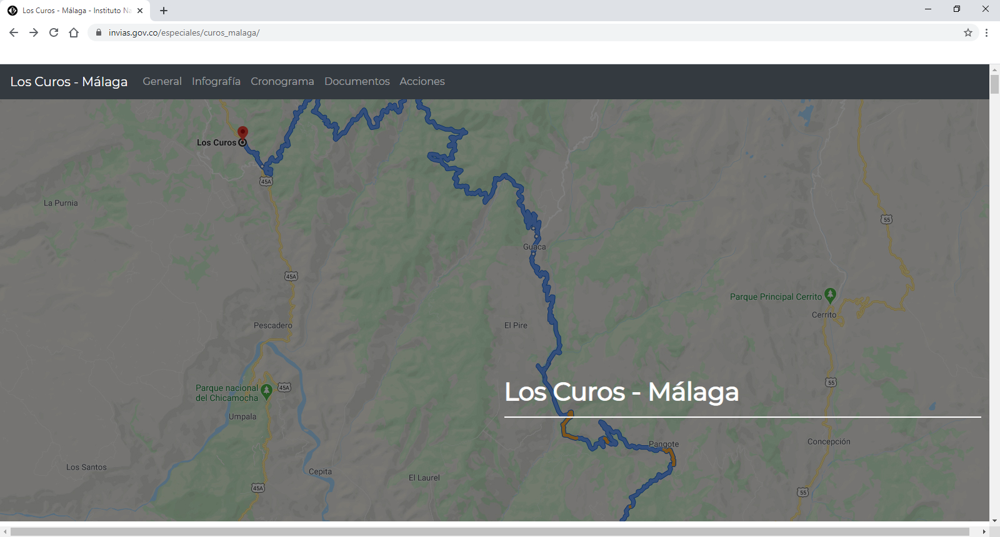 Los Curos - Málaga - Instituto Na
invias.gov.co/especiales/curos_malaga/
Los Curos - Málaga
General
Infografía
Cronograma
Documentos
Acciones
Los Curos
45A
La Purnia
55
Guaca
45A
Parque Principal Cerrito
Cerrito
Pescadero
El Pire
Parque nacional
del Chicamocha
45A
55
Los Curos - Málaga
Umpala
Pangote
Concepción
Los Santos
Cepita
El Laurel
45A
55